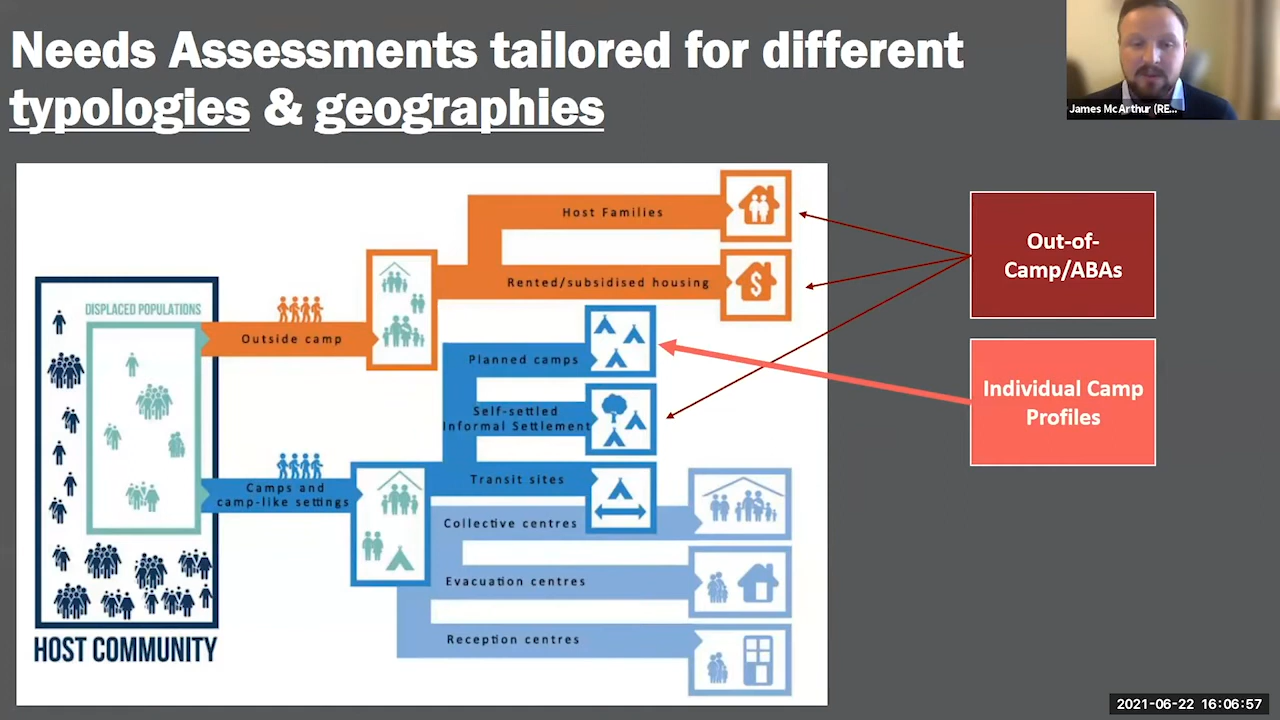 Needs Assessments tailored for different
typologies & geographies
James McArthur (RE...
Host Families
Rented/subsidised housing
DISPLACED POPULATIONS
Outside camp
Planned camps
Self-settled
Informal Settlement
Transit sites
Camps and
camp-like settings
Collective centres
Evacuation centres
Reception centres
HOST COMMUNITY
$
Out-of-
Camp/ABAs
Individual Camp
Profiles
2021-06-22 16:06:57